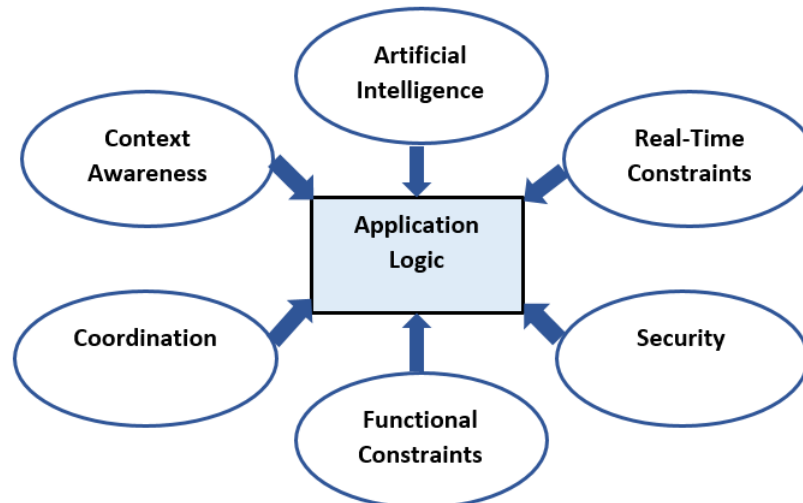 Artificial
Intelligence
Context
Awareness
Real-Time
Constraints
Application
Logic
Coordination
Security
Functional
Constraints